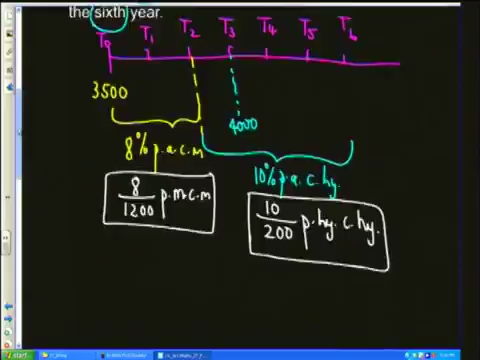 the sixth year.
T0 T1 T2 T3 T4 T5 T6
3500
4000
8% p.a.c.m
10% p.a.c.hy.
8/1200 p.m.c.m
10/200 p.hy.c.hy.
start